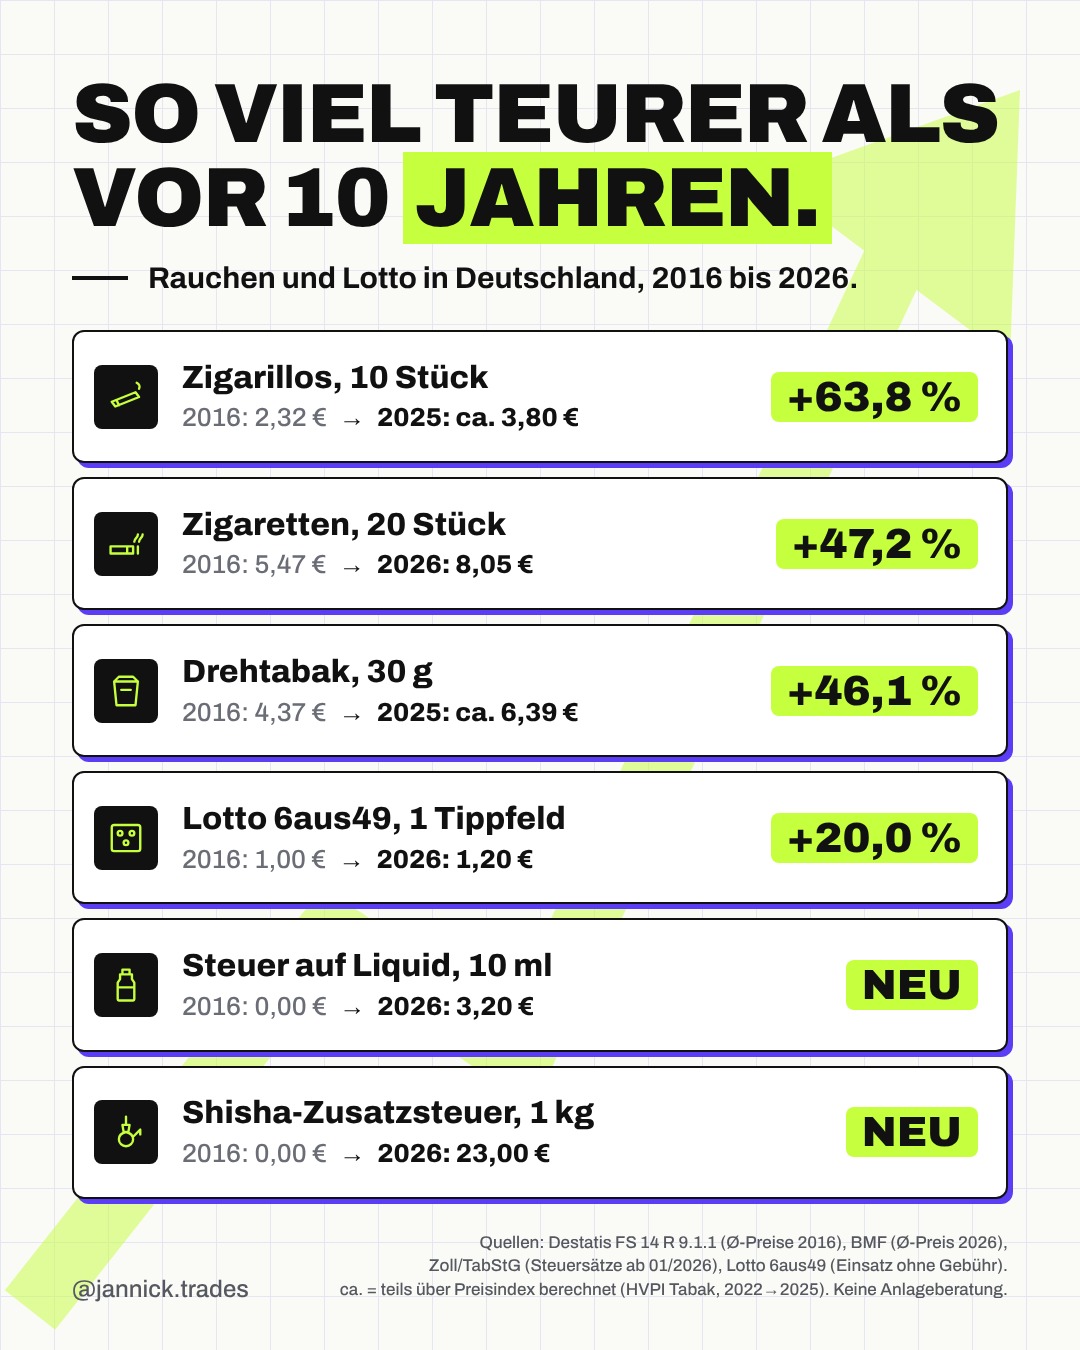 SO VIEL TEURER ALS
VOR 10 JAHREN.
Rauchen und Lotto in Deutschland, 2016 bis 2026.
Zigarillos, 10 Stück
2016: 2,32 € → 2025: ca. 3,80 €
+63,8 %
Zigaretten, 20 Stück
2016: 5,47 € → 2026: 8,05 €
+47,2 %
Drehtabak, 30 g
2016: 4,37 € → 2025: ca. 6,39 €
+46,1 %
Lotto 6aus49, 1 Tippfeld
2016: 1,00 € → 2026: 1,20 €
+20,0 %
Steuer auf Liquid, 10 ml
2016: 0,00 € → 2026: 3,20 €
NEU
Shisha-Zusatzsteuer, 1 kg
2016: 0,00 € → 2026: 23,00 €
NEU
Quellen: Destatis FS 14 R 9.1.1 (Ø-Preise 2016), BMF (Ø-Preis 2026),
Zoll/TabStG (Steuersätze ab 01/2026), Lotto 6aus49 (Einsatz ohne Gebühr).
ca. = teils über Preisindex berechnet (HVPI Tabak, 2022→2025). Keine Anlageberatung.
@jannick.trades